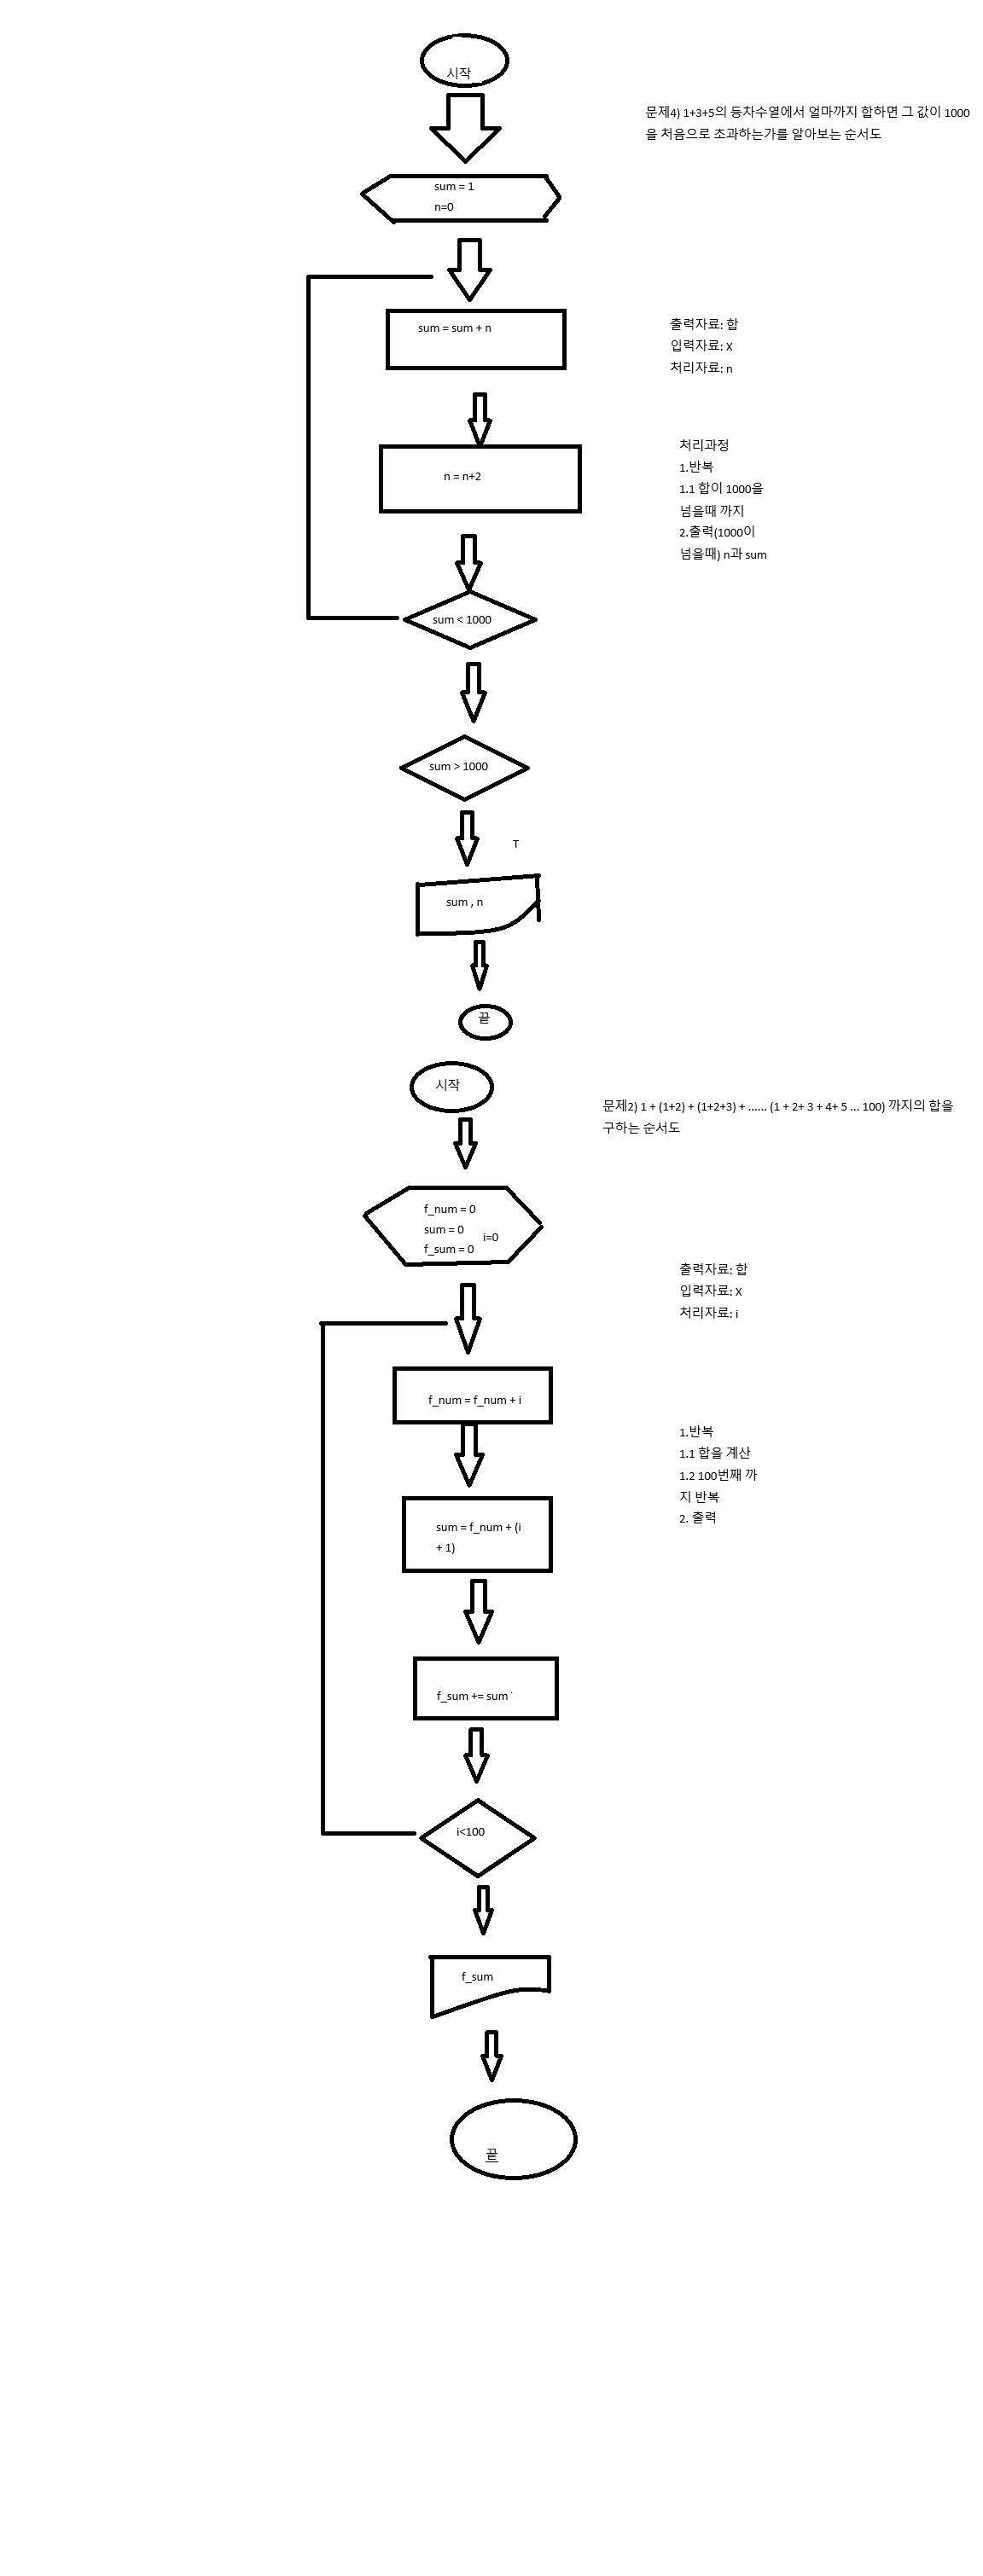 시작
문제4) 1+3+5의 등차수열에서 얼마까지 합하면 그 값이 1000
을 처음으로 초과하는가를 알아보는 순서도
sum = 1
n=0
sum = sum + n
출력자료: 합
입력자료: X
처리자료: n
n = n+2
처리과정
1.반복
1.1 합이 1000을
넘을때 까지
2.출력(1000이
넘을때) n과 sum
sum < 1000
sum > 1000
T
sum , n
끝
시작
문제2) 1 + (1+2) + (1+2+3) + ...... (1 + 2+ 3 + 4+ 5 ... 100) 까지의 합을
구하는 순서도
f_num = 0
sum = 0
i=0
f_sum = 0
출력자료: 합
입력자료: X
처리자료: i
f_num = f_num + i
1.반복
1.1 합을 계산
1.2 100번째 까
지 반복
2. 출력
sum = f_num + (i
+ 1)
f_sum += sum
i<100
f_sum
끝